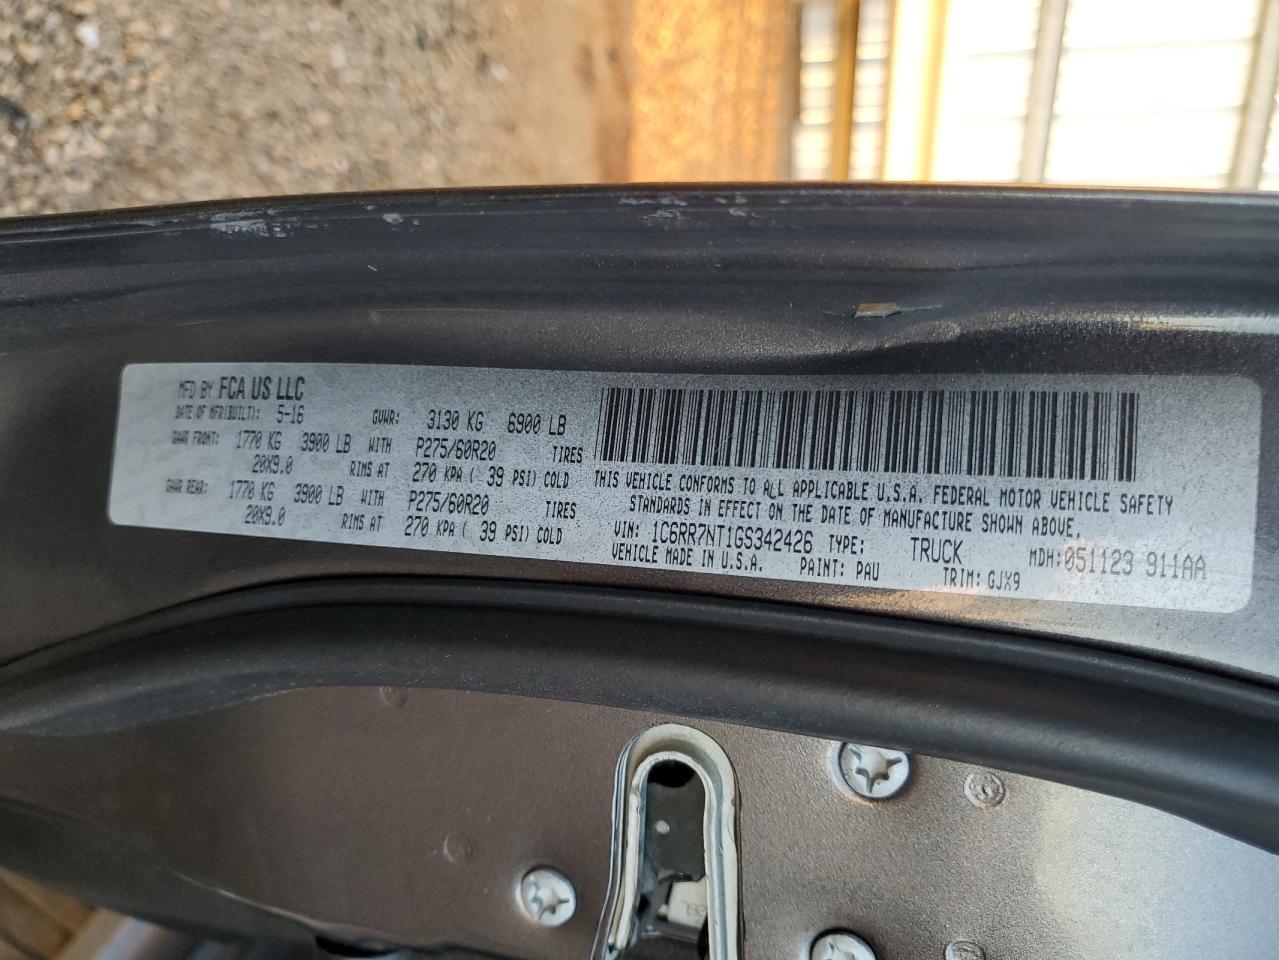 MFD BY FCA US LLC
DATE OF MFR(BUILT): 5-16 GVWR: 3130 KG 6900 LB
GAWR FRONT: 1770 KG 3900 LB WITH P275/60R20 TIRES
20X9.0 RIMS AT 270 KPA ( 39 PSI) COLD
GAWR REAR: 1770 KG 3900 LB WITH P275/60R20 TIRES
20X9.0 RIMS AT 270 KPA ( 39 PSI) COLD
THIS VEHICLE CONFORMS TO ALL APPLICABLE U.S.A. FEDERAL MOTOR VEHICLE SAFETY
STANDARDS IN EFFECT ON THE DATE OF MANUFACTURE SHOWN ABOVE.
VIN: 1C6RR7NT1GS342426 TYPE: TRUCK MDH:051123 911AA
VEHICLE MADE IN U.S.A. PAINT: PAU TRIM: GJX9